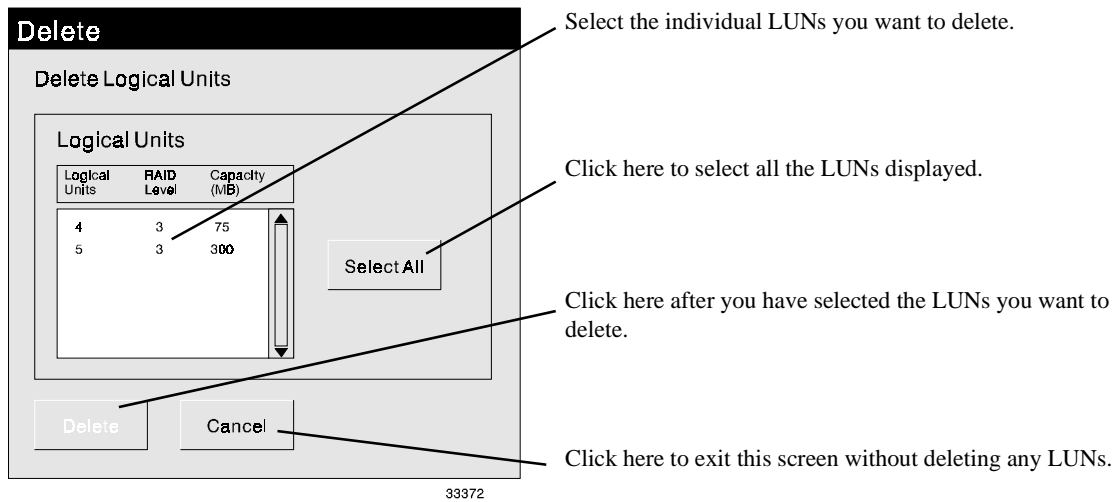 Delete
Delete Logical Units
Logical Units
Logical Units RAID Level Capacity (MB)
4 3 75
5 3 300
Select All
Delete
Cancel
Select the individual LUNs you want to delete.
Click here to select all the LUNs displayed.
Click here after you have selected the LUNs you want to
delete.
Click here to exit this screen without deleting any LUNs.
33372